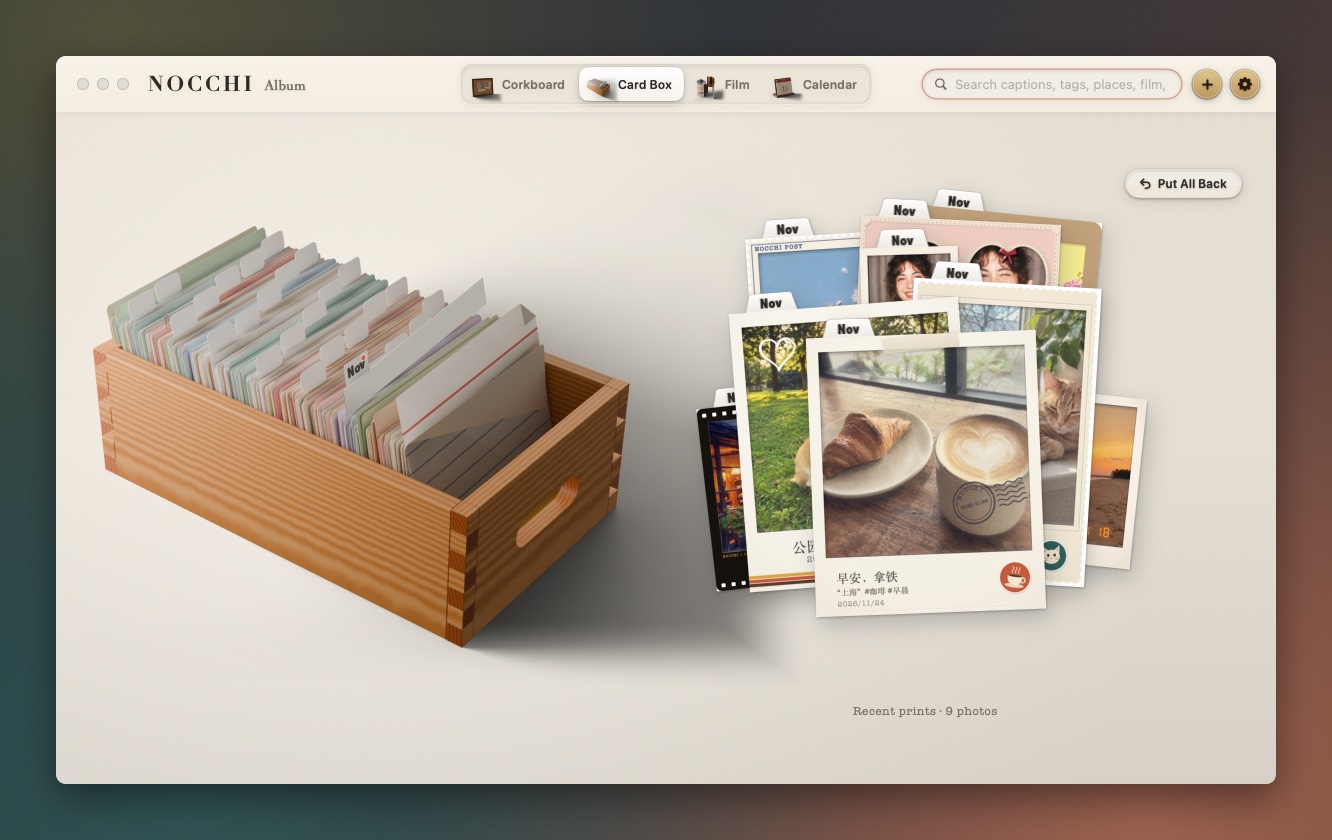 NOCCHI Album
Corkboard
Card Box
Film
Calendar
Search captions, tags, places, film,
Put All Back
Nov
Nov
Nov
NOCCHI POST
Nov
Nov
Nov
Nov
Nov
早安，拿铁
“上海” #咖啡 #早晨
2026/11/24
18
Recent prints · 9 photos